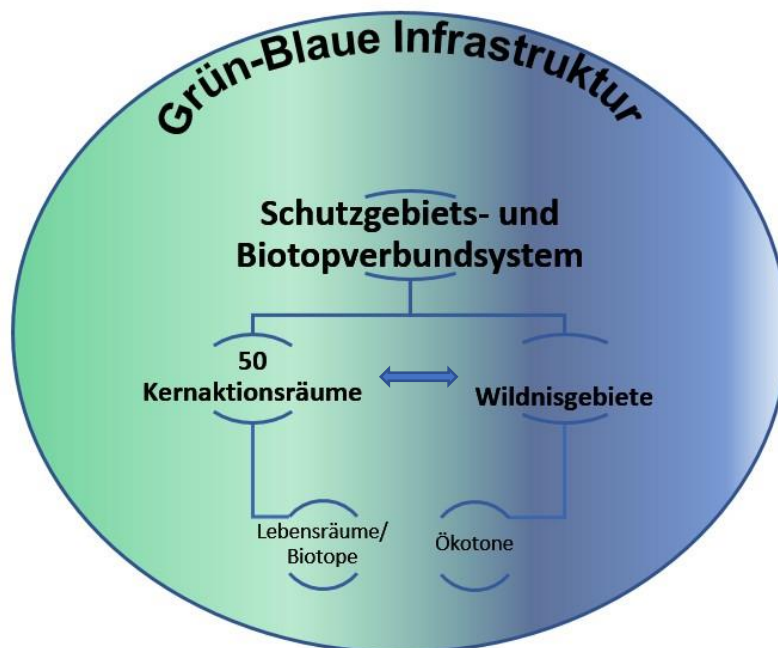 Grün-Blaue Infrastruktur
Schutzgebiets- und
Biotopverbundsystem
50
Kernaktionsräume
Wildnisgebiete
Lebensräume/
Biotope
Ökotone